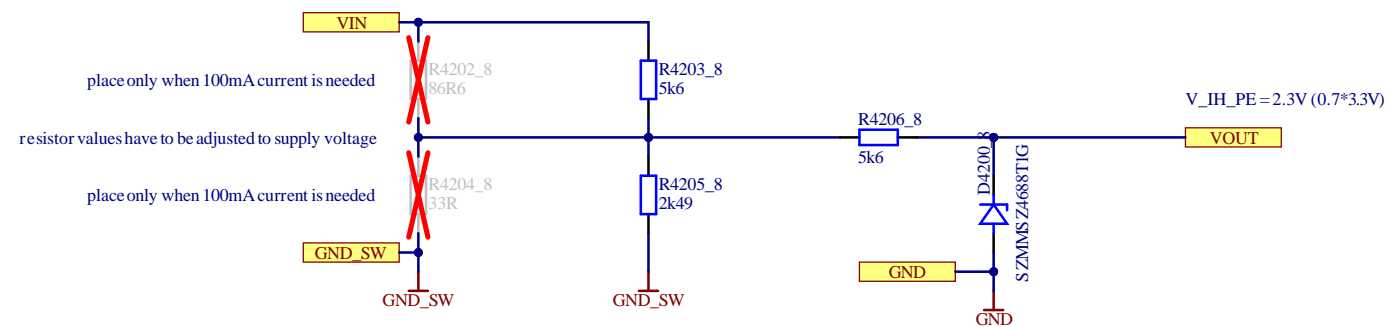 VIN
place only when 100mA current is needed
R4202_8
86R6
R4203_8
5k6
V_IH_PE = 2.3V (0.7*3.3V)
resistor values have to be adjusted to supply voltage
R4206_8
5k6
VOUT
D4200_8
SZMMSZ4688T1G
place only when 100mA current is needed
R4204_8
33R
R4205_8
2k49
GND_SW
GND
GND_SW
GND_SW
GND